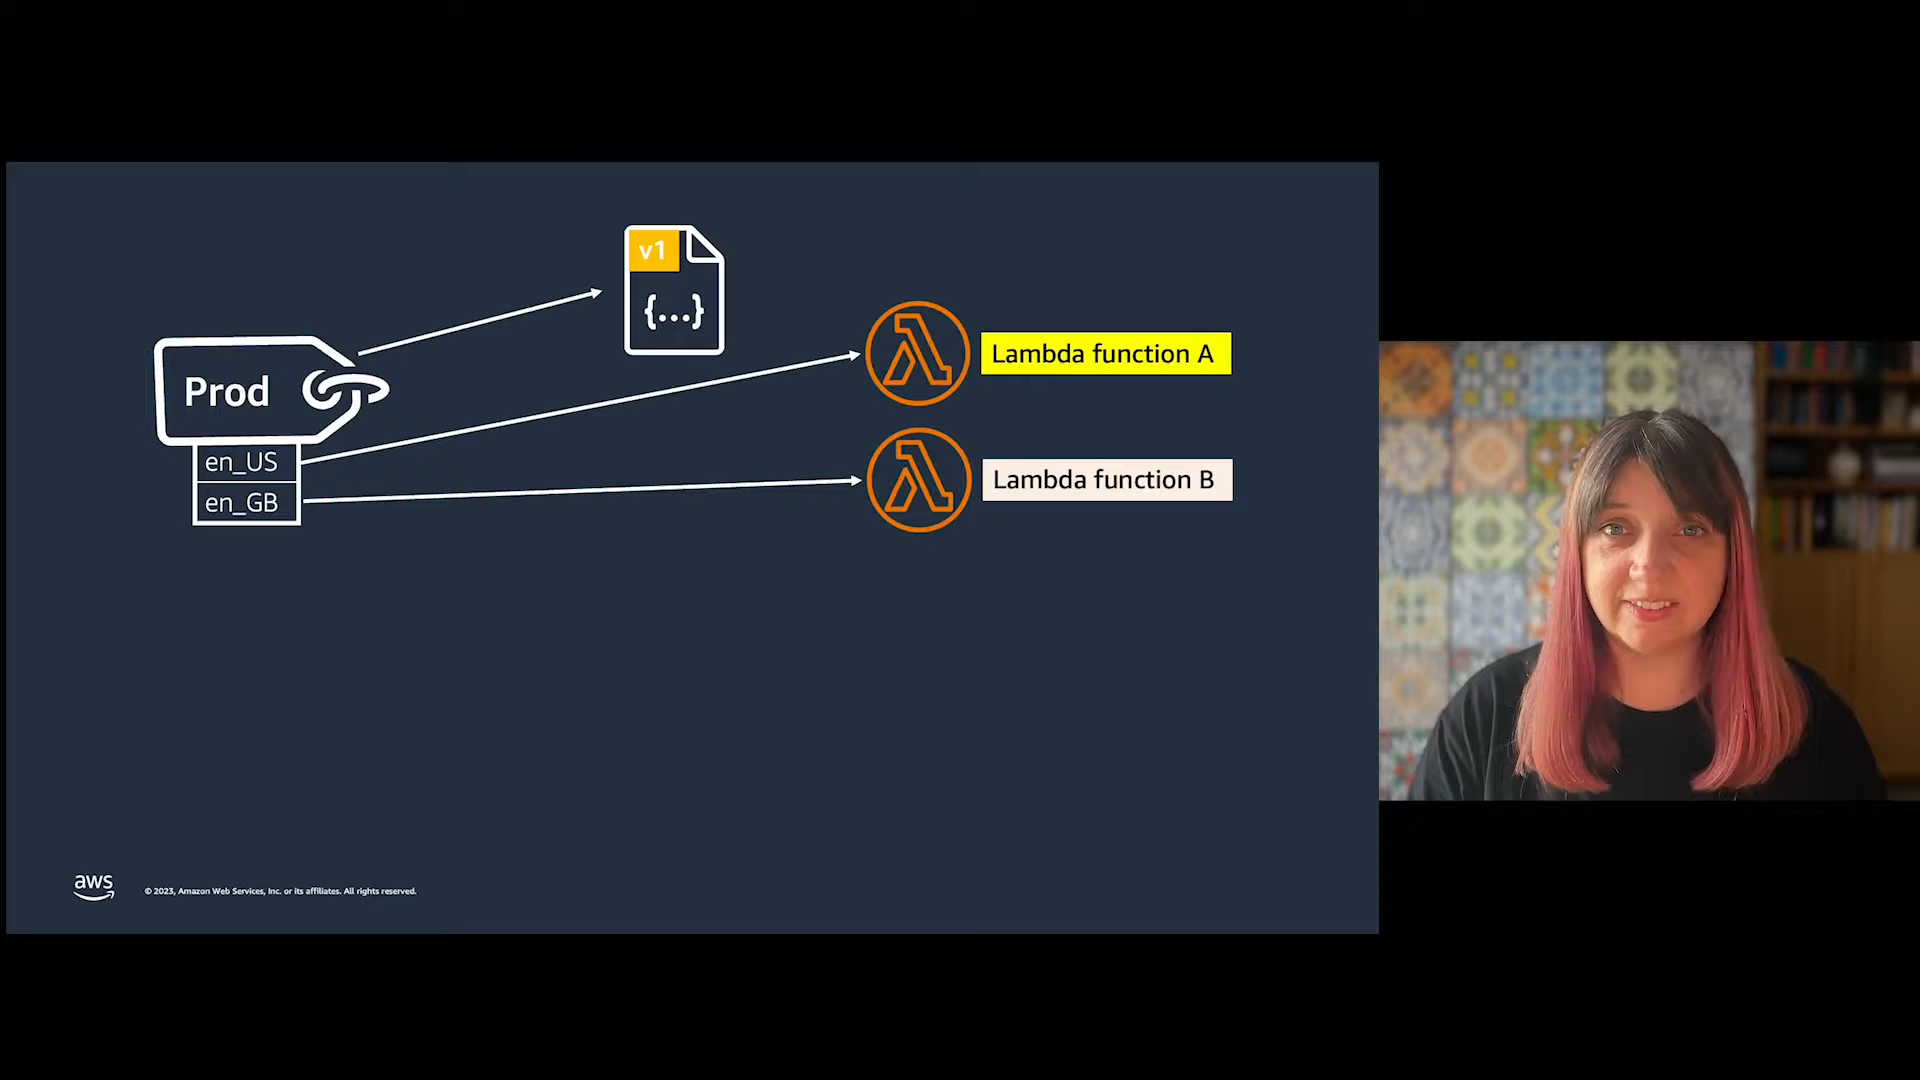 v1
{...}
Prod
en_US
en_GB
Lambda function A
Lambda function B
aws
© 2023, Amazon Web Services, Inc. or its affiliates. All rights reserved.